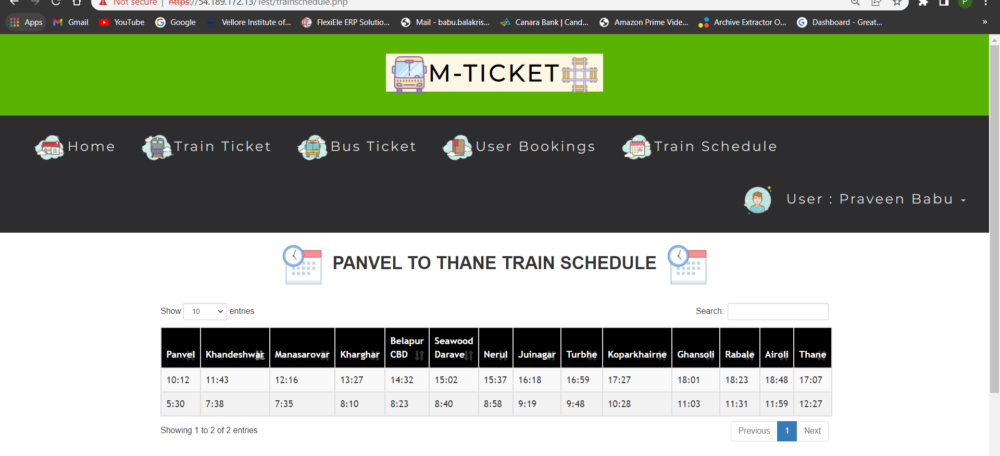 Not secure | https://54.189.172.13/Test/trainschedule.php
P
Apps Gmail YouTube Google Vellore Institute of... FlexiEle ERP Solutio... Mail - babu.balakris... Canara Bank | Cand... Amazon Prime Vide... Archive Extractor O... Dashboard - Great... »
M-TICKET
Home Train Ticket Bus Ticket User Bookings Train Schedule
User : Praveen Babu
PANVEL TO THANE TRAIN SCHEDULE
Show 10 entries Search:
Panvel Khandeshwar Manasarovar Kharghar Belapur CBD Seawood Darave Nerul Juinagar Turbhe Koparkhairne Ghansoli Rabale Airoli Thane
10:12 11:43 12:16 13:27 14:32 15:02 15:37 16:18 16:59 17:27 18:01 18:23 18:48 17:07
5:30 7:38 7:35 8:10 8:23 8:40 8:58 9:19 9:48 10:28 11:03 11:31 11:59 12:27
Showing 1 to 2 of 2 entries Previous 1 Next